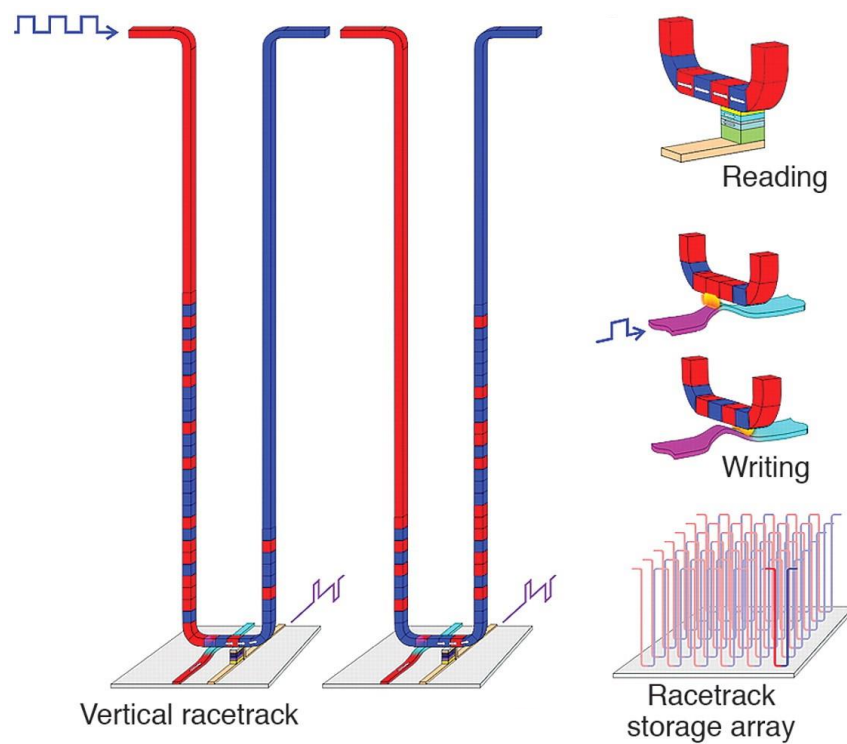 Reading
Writing
Vertical racetrack
Racetrack
storage array